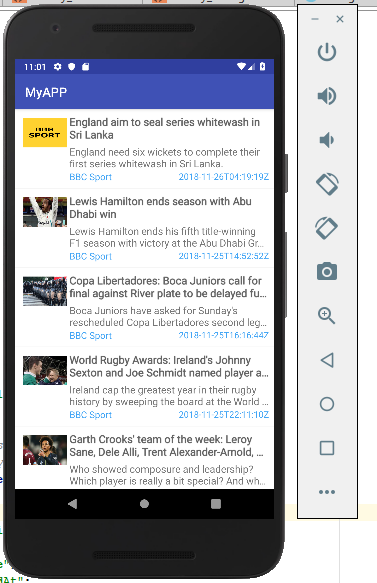 11:01
MyAPP
BBC
SPORT
England aim to seal series whitewash in
Sri Lanka
England need six wickets to complete their
first series whitewash in Sri Lanka.
BBC Sport 2018-11-26T04:19:19Z
Lewis Hamilton ends season with Abu
Dhabi win
Lewis Hamilton ends his fifth title-winning
F1 season with victory at the Abu Dhabi Gr...
BBC Sport 2018-11-25T14:52:52Z
Copa Libertadores: Boca Juniors call for
final against River plate to be delayed fu...
Boca Juniors have asked for Sunday's
rescheduled Copa Libertadores second leg...
BBC Sport 2018-11-25T16:16:44Z
World Rugby Awards: Ireland's Johnny
Sexton and Joe Schmidt named player a...
Ireland cap the greatest year in their rugby
history by sweeping the board at the World ...
BBC Sport 2018-11-25T22:11:10Z
Garth Crooks' team of the week: Leroy
Sane, Dele Alli, Trent Alexander-Arnold, ...
Who showed composure and leadership?
Which player is really a bit special? And wh...